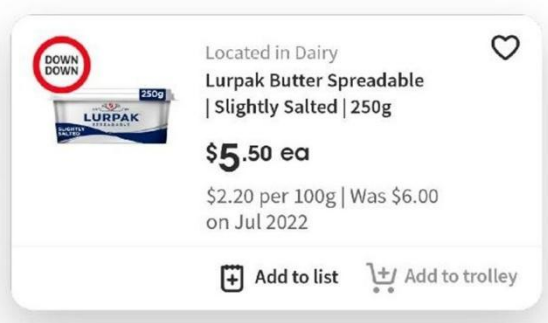 DOWN
DOWN
Located in Dairy
Lurpak Butter Spreadable
| Slightly Salted | 250g
250g
LURPAK
SPREADABLE
SLIGHTLY
SALTED
$5.50 ea
$2.20 per 100g | Was $6.00
on Jul 2022
Add to list
Add to trolley